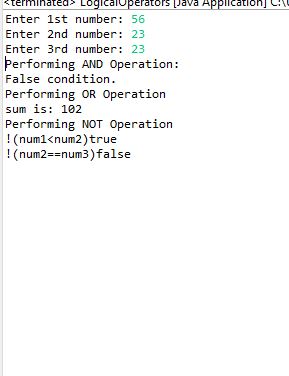 <terminated> LogicalOperators [Java Application] C:\
Enter 1st number: 56
Enter 2nd number: 23
Enter 3rd number: 23
Performing AND Operation:
False condition.
Performing OR Operation
sum is: 102
Performing NOT Operation
!(num1<num2)true
!(num2==num3)false